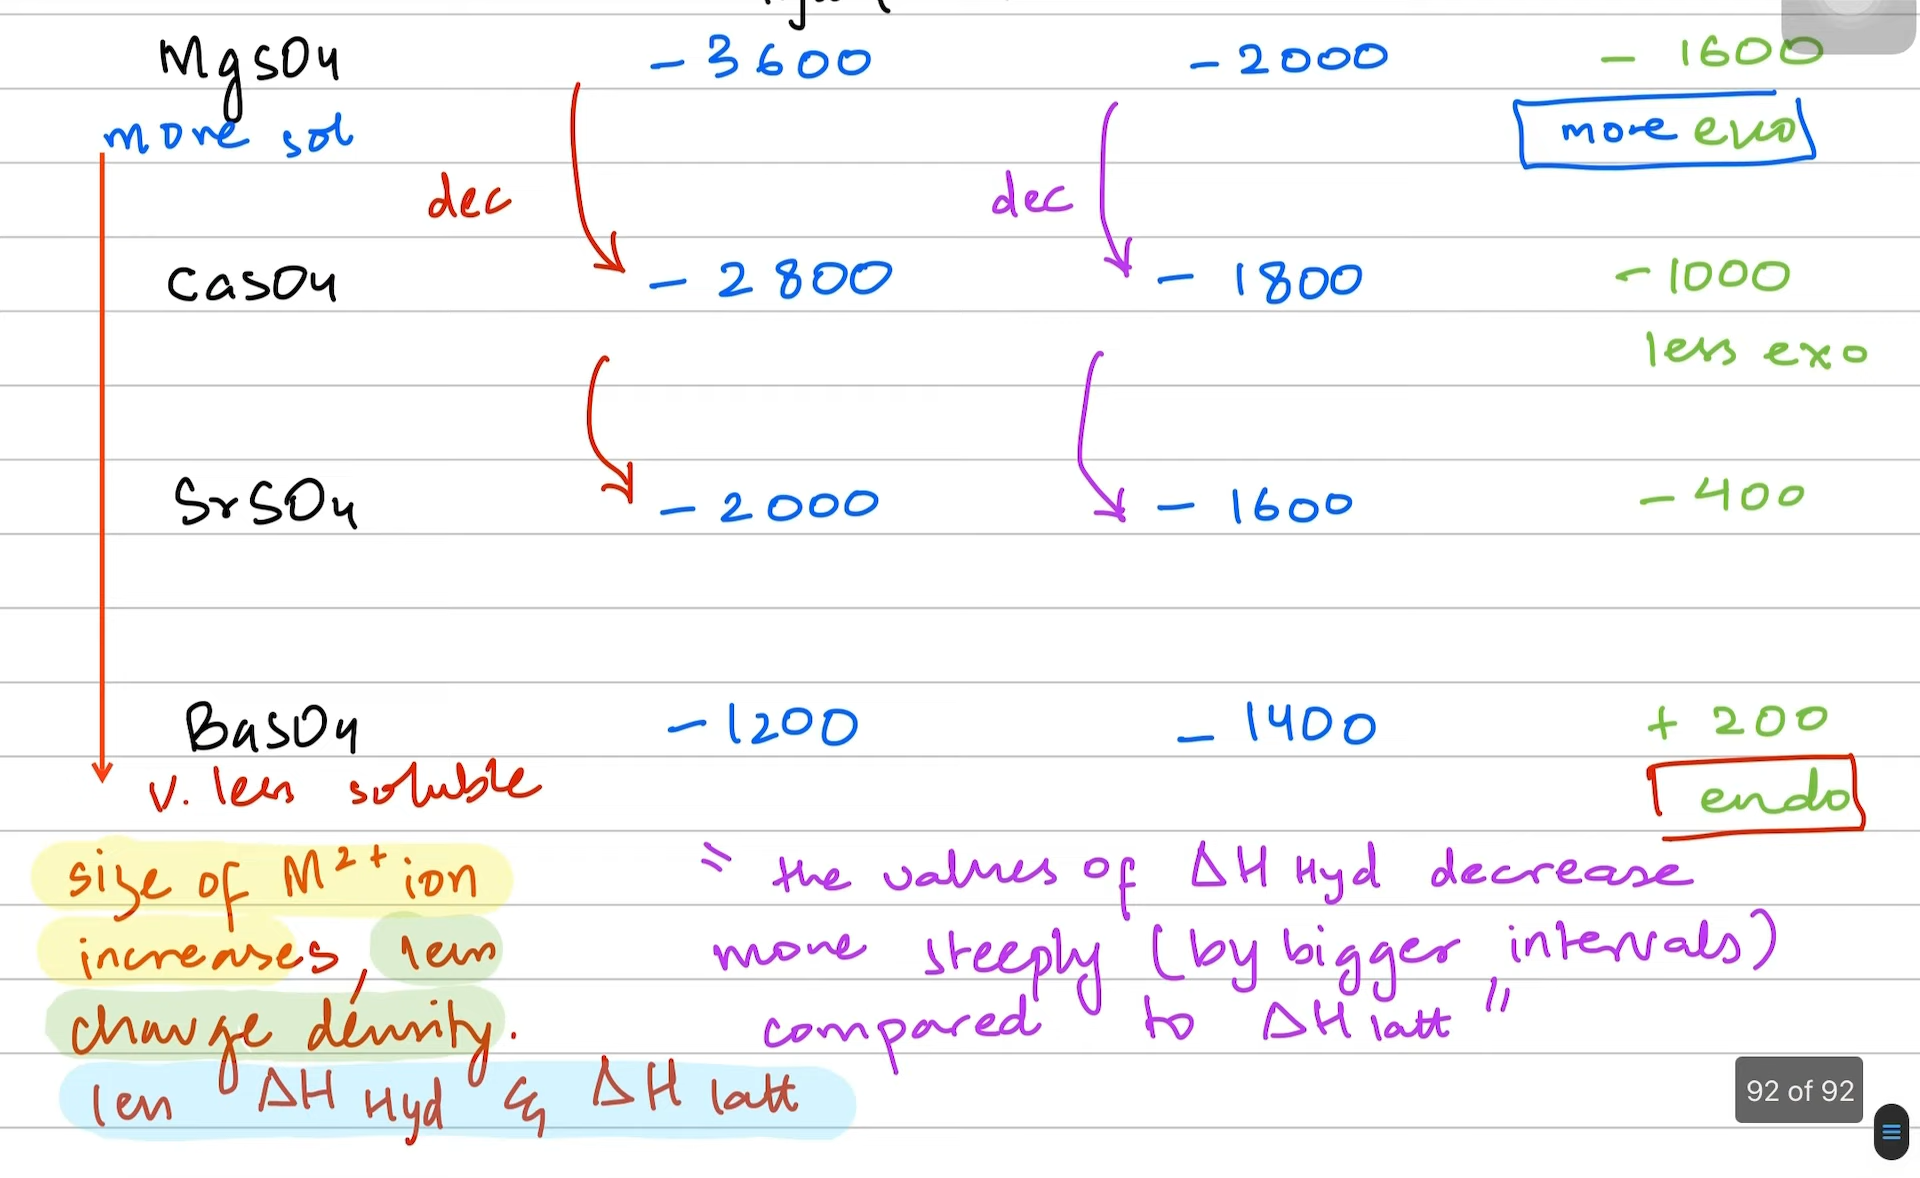 MgSO4 - 3600 - 2000 - 1600
more sol more exo
dec dec
CaSO4 - 2800 - 1800 - 1000
less exo
SrSO4 - 2000 - 1600 - 400
BaSO4 - 1200 - 1400 + 200
v. less soluble endo
size of M²⁺ ion
increases, less
charge density.
less ΔH Hyd & ΔH latt
" the values of ΔH Hyd decrease
more steeply (by bigger intervals)
compared to ΔH latt "
92 of 92